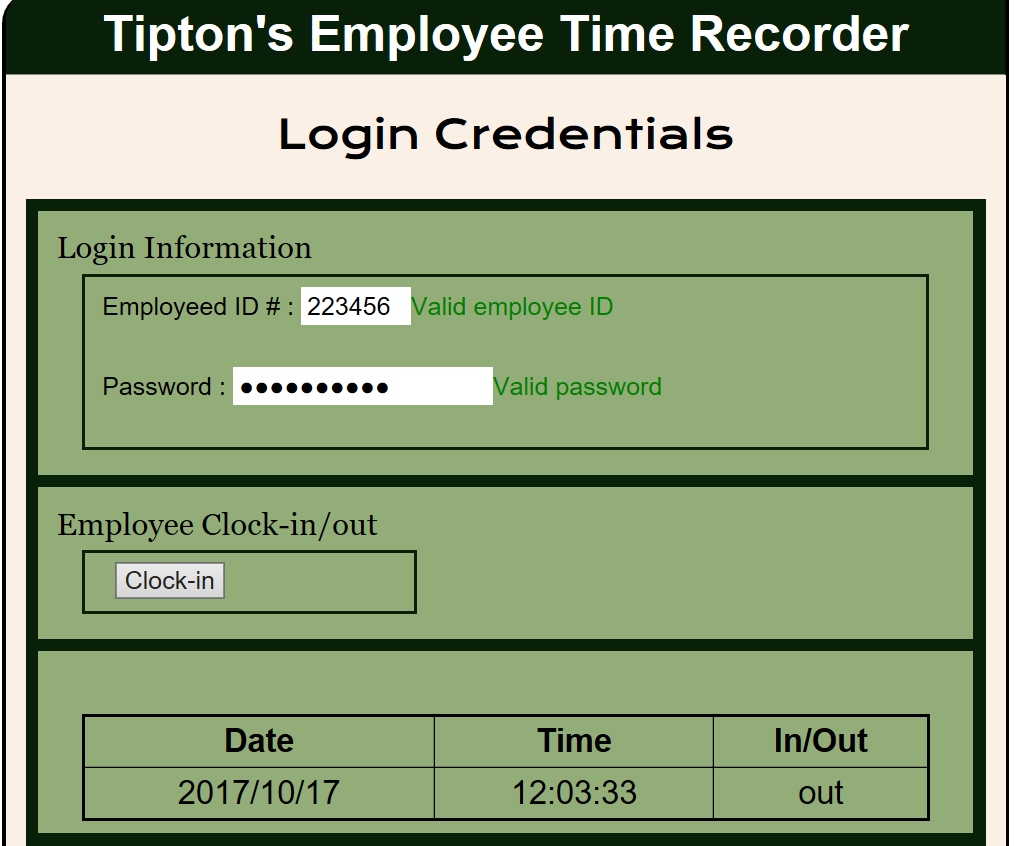 Tipton's Employee Time Recorder
Login Credentials
Login Information
Employeed ID # : 223456 Valid employee ID
Password : ●●●●●●●●●● Valid password
Employee Clock-in/out
Clock-in
Date Time In/Out
2017/10/17 12:03:33 out